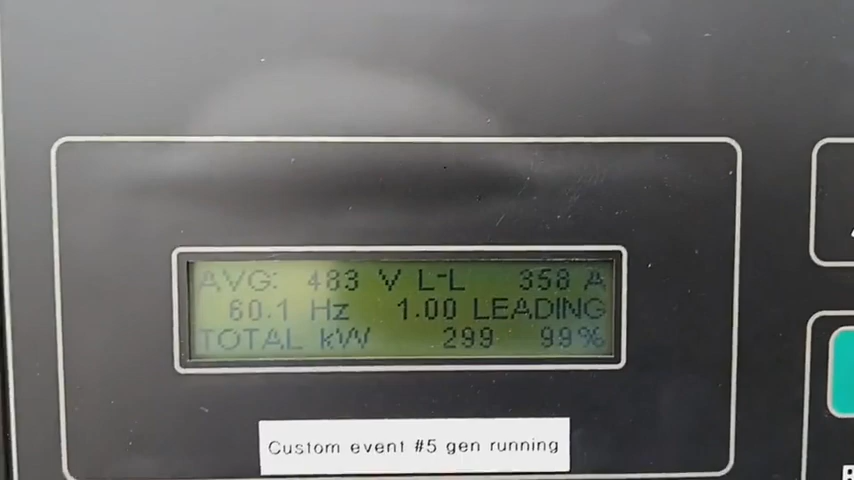 AVG: 483 V L-L 358 A
60.1 Hz 1.00 LEADING
TOTAL kW 299 99%
Custom event #5 gen running